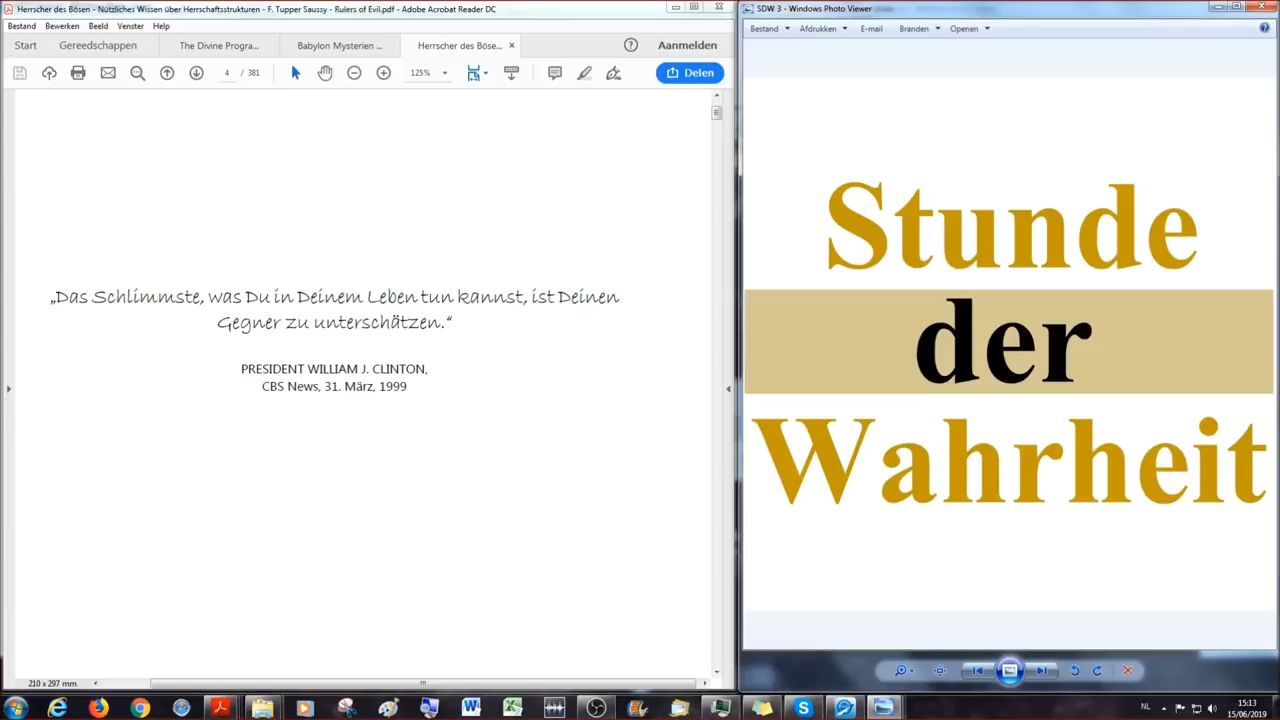 Herrscher des Bösen - Nützliches Wissen über Herrschaftsstrukturen - F. Tupper Saussy - Rulers of Evil.pdf - Adobe Acrobat Reader DC
Bestand Bewerken Beeld Venster Help
Start Gereedschappen The Divine Progra... Babylon Mysterien ... Herrscher des Böse... × Aanmelden
4 / 381 125% Delen
„Das Schlimmste, was Du in Deinem Leben tun kannst, ist Deinen
Gegner zu unterschätzen.“
PRESIDENT WILLIAM J. CLINTON,
CBS News, 31. März, 1999
210 x 297 mm
SDW 3 - Windows Photo Viewer
Bestand Afdrukken E-mail Branden Openen
Stunde
der
Wahrheit
NL 15:13
15/06/2019